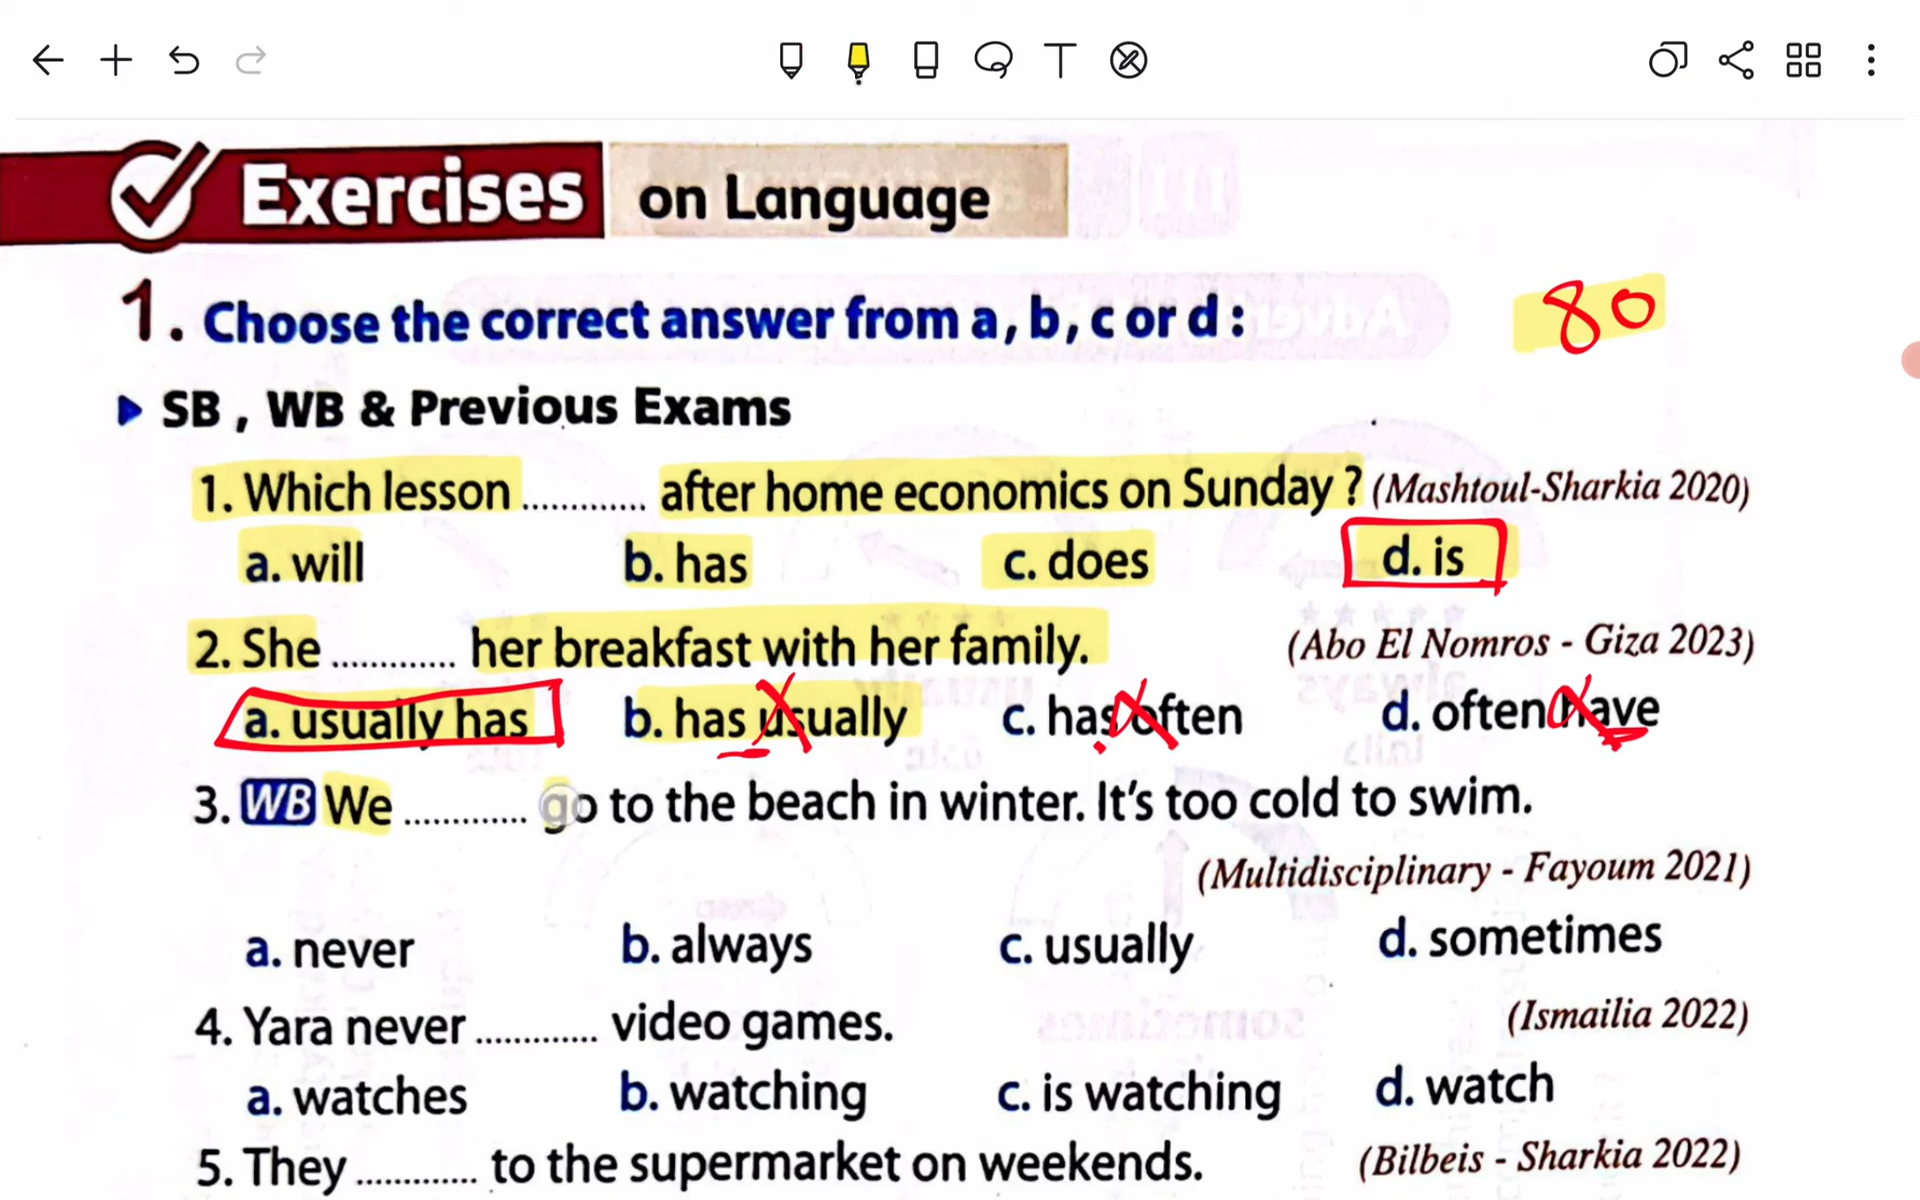 Exercises on Language
1. Choose the correct answer from a, b, c or d :
80
SB , WB & Previous Exams
1. Which lesson ............. after home economics on Sunday ? (Mashtoul-Sharkia 2020)
a. will b. has c. does d. is
2. She ............. her breakfast with her family. (Abo El Nomros - Giza 2023)
a. usually has b. has usually c. has often d. often have
3. WB We ............. go to the beach in winter. It's too cold to swim.
(Multidisciplinary - Fayoum 2021)
a. never b. always c. usually d. sometimes
4. Yara never ............. video games. (Ismailia 2022)
a. watches b. watching c. is watching d. watch
5. They ............. to the supermarket on weekends. (Bilbeis - Sharkia 2022)